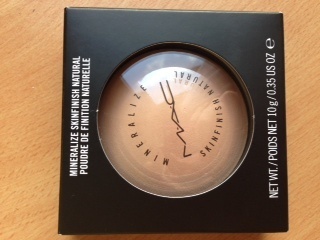 MINERALIZE SKINFINISH NATURAL
POUDRE DE FINITION NATURELLE
MINERALIZE
SKINFINISH NATURAL
MAC
NET WT./POIDS NET 10 g/0.35 US OZ ℮